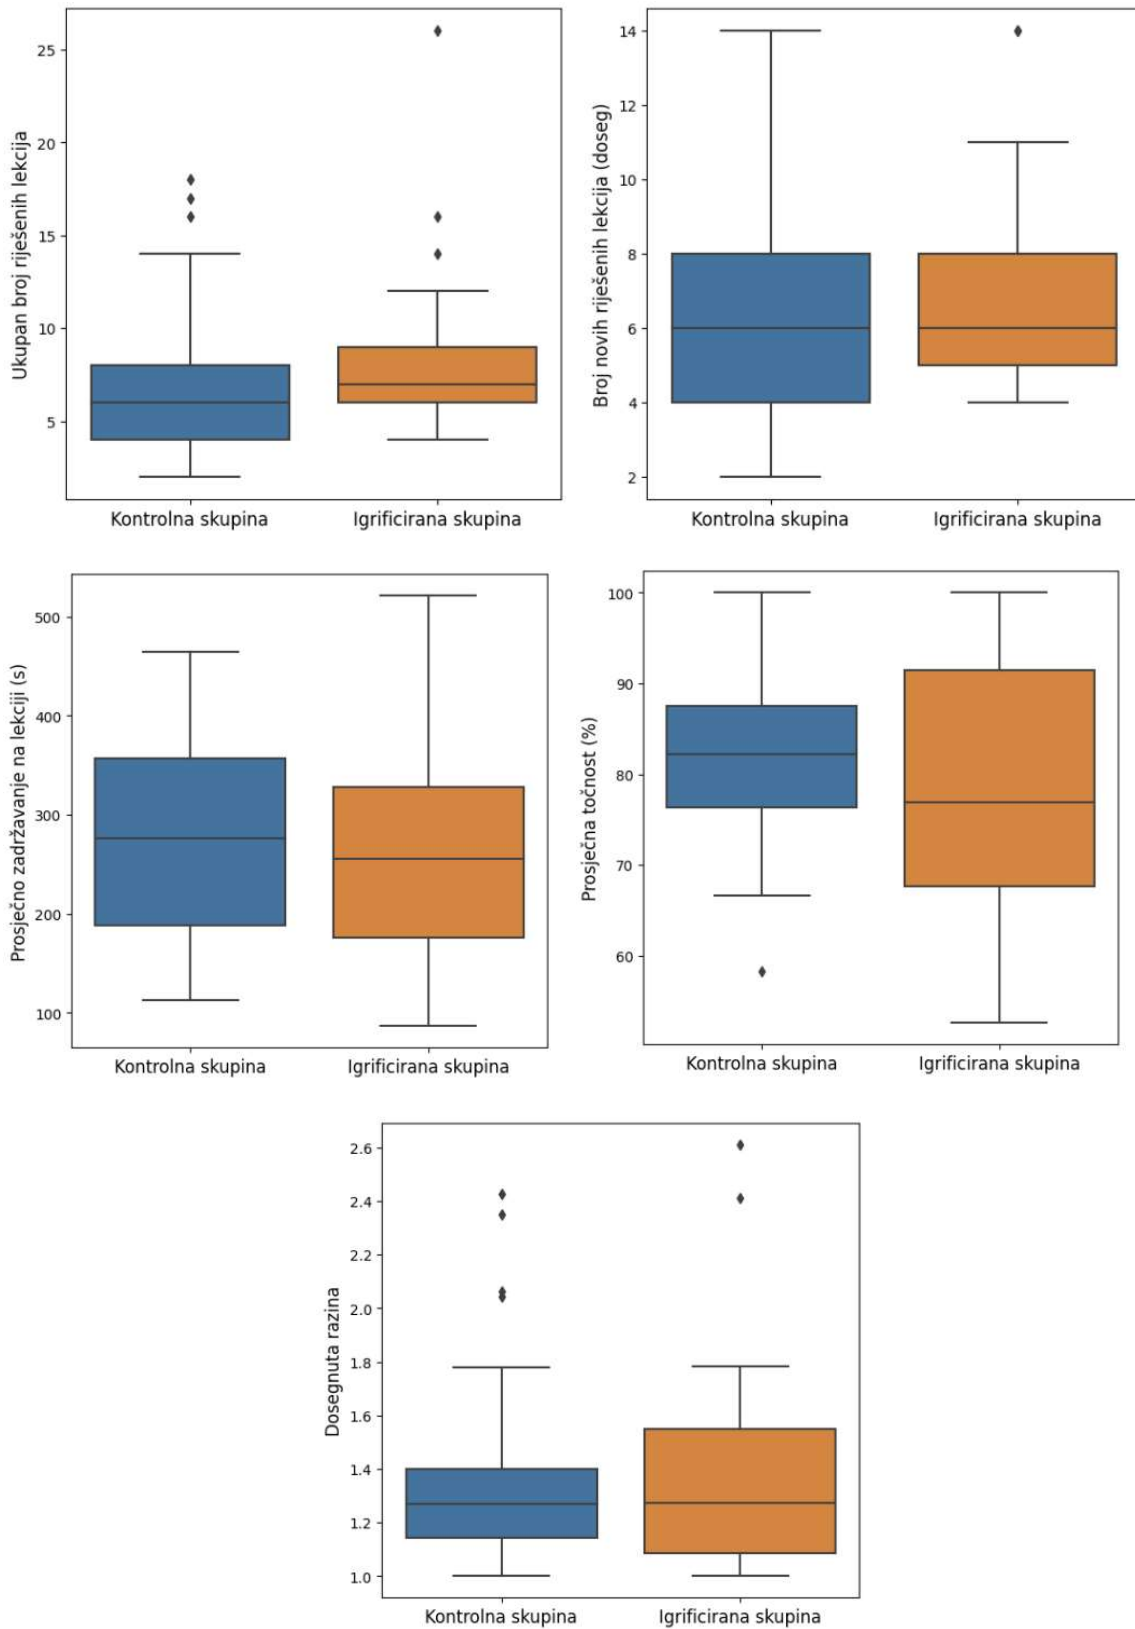 Ukupan broj riješenih lekcija
25
20
15
10
5
Kontrolna skupina
Igrificirana skupina
Broj novih riješenih lekcija (doseg)
14
12
10
8
6
4
2
Kontrolna skupina
Igrificirana skupina
Prosječno zadržavanje na lekciji (s)
500
400
300
200
100
Kontrolna skupina
Igrificirana skupina
Prosječna točnost (%)
100
90
80
70
60
Kontrolna skupina
Igrificirana skupina
Dosegnuta razina
2.6
2.4
2.2
2.0
1.8
1.6
1.4
1.2
1.0
Kontrolna skupina
Igrificirana skupina